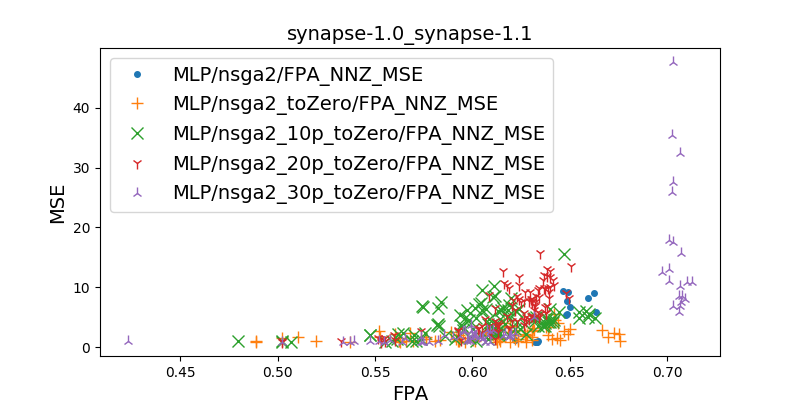 synapse-1.0_synapse-1.1
MLP/nsga2/FPA_NNZ_MSE
MLP/nsga2_toZero/FPA_NNZ_MSE
MLP/nsga2_10p_toZero/FPA_NNZ_MSE
MLP/nsga2_20p_toZero/FPA_NNZ_MSE
MLP/nsga2_30p_toZero/FPA_NNZ_MSE
MSE
40
30
20
10
0
0.45 0.50 0.55 0.60 0.65 0.70
FPA